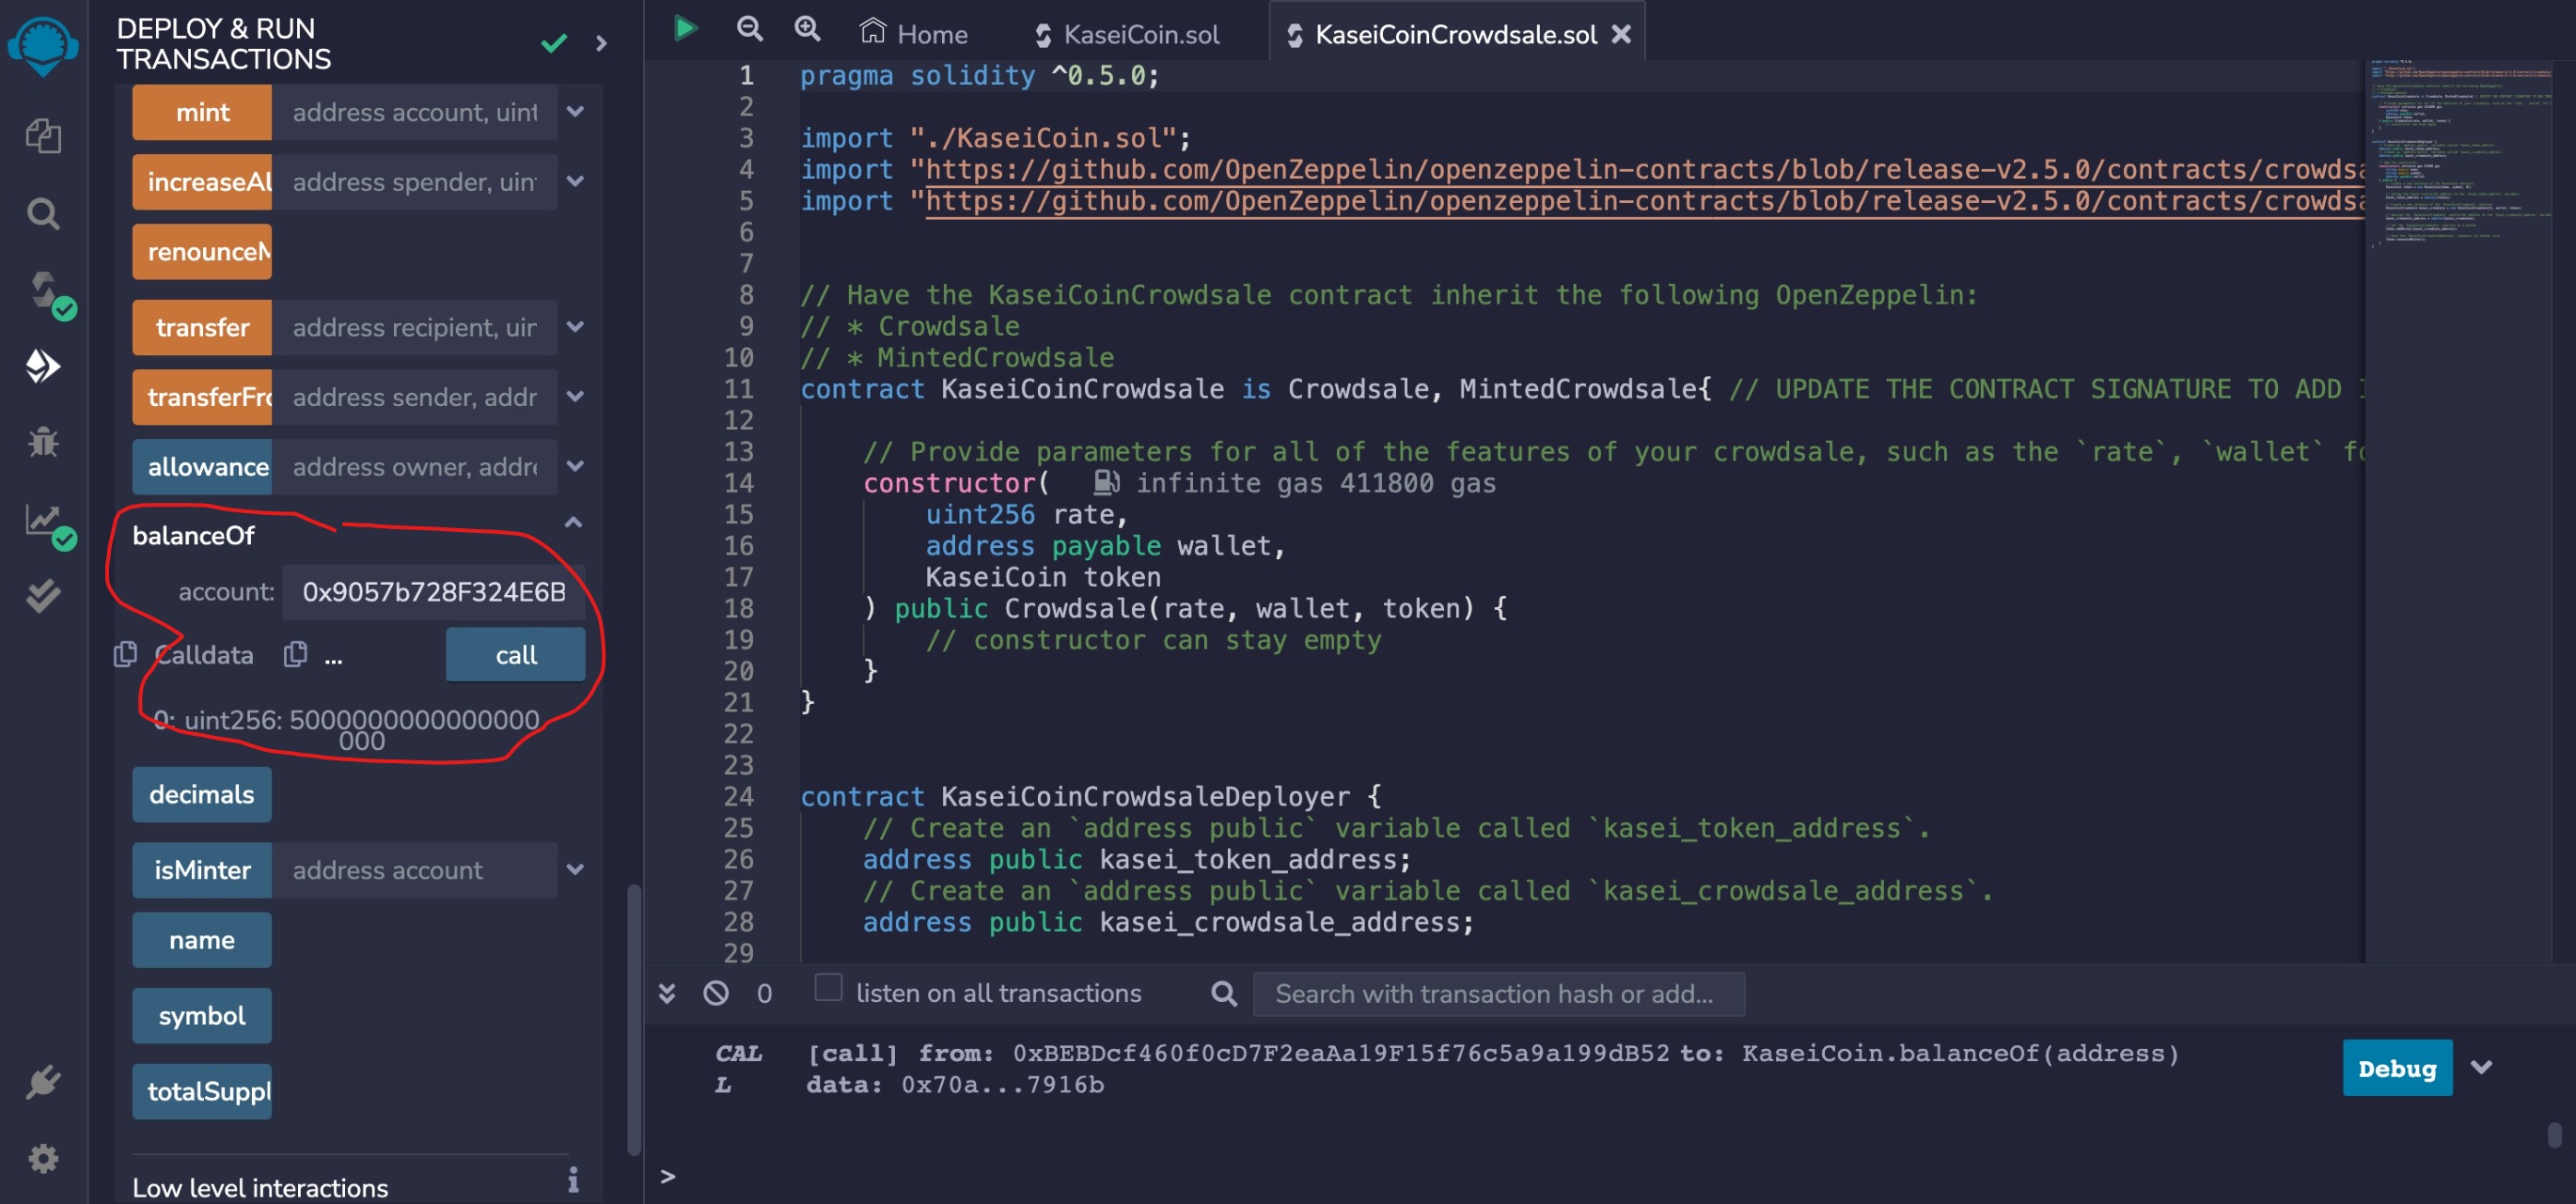 DEPLOY & RUN
TRANSACTIONS
mint address account, uint
increaseAl address spender, uin
renounceM
transfer address recipient, uir
transferFro address sender, addr
allowance address owner, addre
balanceOf
account: 0x9057b728F324E6B
Calldata ... call
0: uint256: 5000000000000000
000
decimals
isMinter address account
name
symbol
totalSuppl
Low level interactions
Home KaseiCoin.sol KaseiCoinCrowdsale.sol
1 pragma solidity ^0.5.0;
2
3 import "./KaseiCoin.sol";
4 import "https://github.com/OpenZeppelin/openzeppelin-contracts/blob/release-v2.5.0/contracts/crowdsa
5 import "https://github.com/OpenZeppelin/openzeppelin-contracts/blob/release-v2.5.0/contracts/crowdsa
6
7
8 // Have the KaseiCoinCrowdsale contract inherit the following OpenZeppelin:
9 // * Crowdsale
10 // * MintedCrowdsale
11 contract KaseiCoinCrowdsale is Crowdsale, MintedCrowdsale{ // UPDATE THE CONTRACT SIGNATURE TO ADD I
12
13 // Provide parameters for all of the features of your crowdsale, such as the `rate`, `wallet` fo
14 constructor( infinite gas 411800 gas
15 uint256 rate,
16 address payable wallet,
17 KaseiCoin token
18 ) public Crowdsale(rate, wallet, token) {
19 // constructor can stay empty
20 }
21 }
22
23
24 contract KaseiCoinCrowdsaleDeployer {
25 // Create an `address public` variable called `kasei_token_address`.
26 address public kasei_token_address;
27 // Create an `address public` variable called `kasei_crowdsale_address`.
28 address public kasei_crowdsale_address;
29
0 listen on all transactions Search with transaction hash or add...
CAL [call] from: 0xBEBDcf460f0cD7F2eaAa19F15f76c5a9a199dB52 to: KaseiCoin.balanceOf(address)
L data: 0x70a...7916b
Debug
>